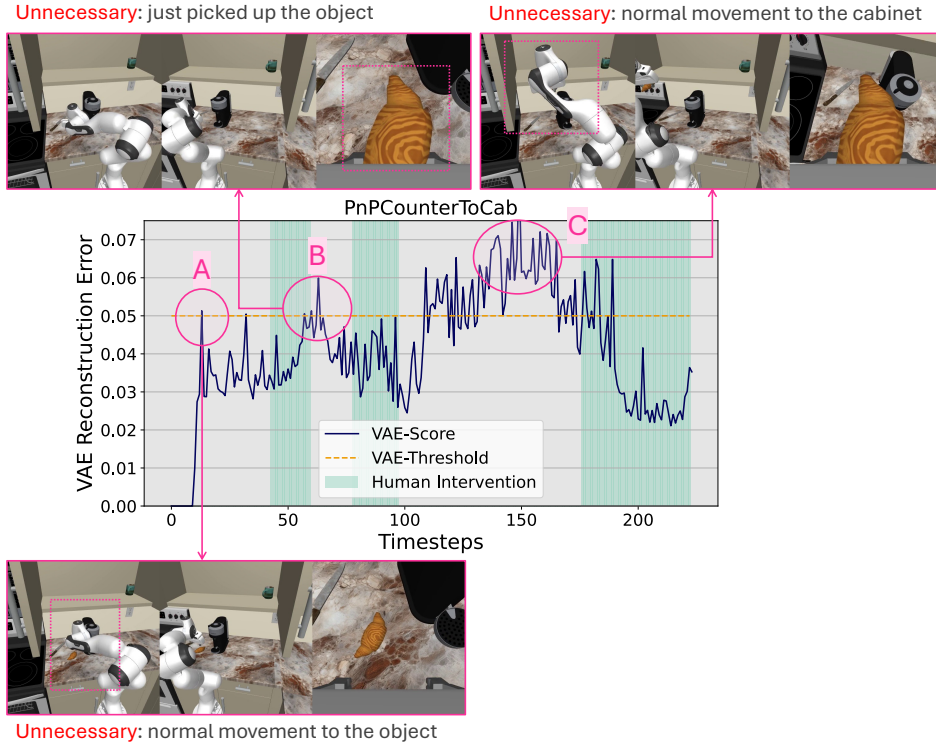 Unnecessary: just picked up the object
Unnecessary: normal movement to the cabinet
PnPCounterToCab
VAE Reconstruction Error
0.07
0.06
0.05
0.04
0.03
0.02
0.01
0.00
A
B
C
VAE-Score
VAE-Threshold
Human Intervention
0
50
100
150
200
Timesteps
Unnecessary: normal movement to the object